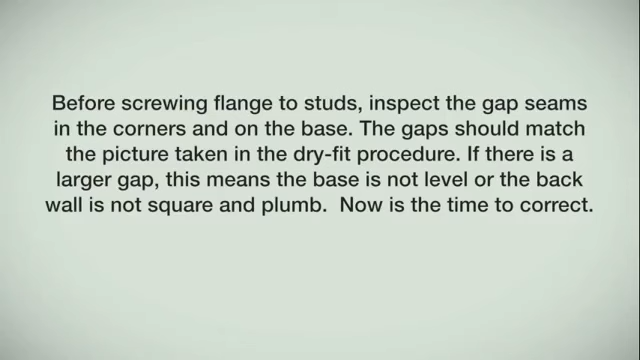 Before screwing flange to studs, inspect the gap seams
in the corners and on the base. The gaps should match
the picture taken in the dry-fit procedure. If there is a
larger gap, this means the base is not level or the back
wall is not square and plumb.  Now is the time to correct.